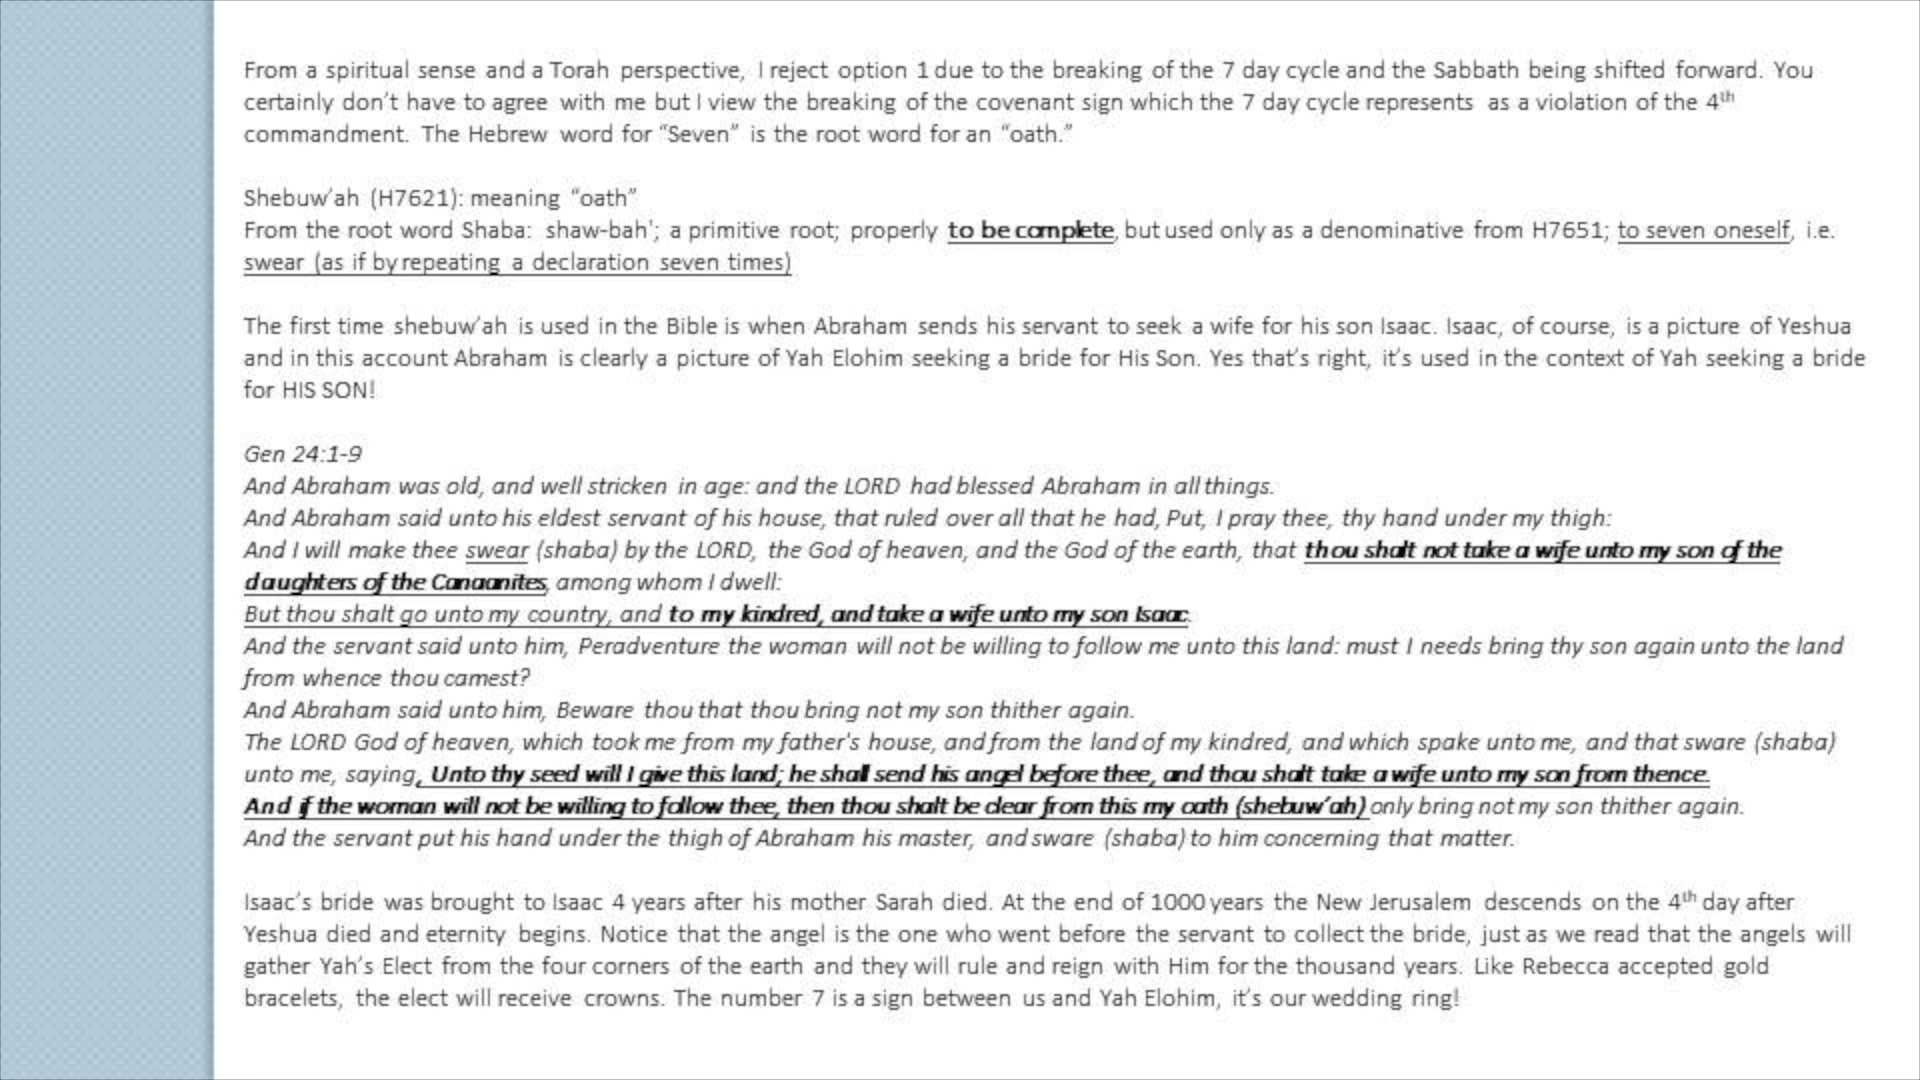 From a spiritual sense and a Torah perspective, I reject option 1 due to the breaking of the 7 day cycle and the Sabbath being shifted forward. You
certainly don't have to agree with me but I view the breaking of the covenant sign which the 7 day cycle represents as a violation of the 4th
commandment. The Hebrew word for “Seven” is the root word for an “oath.”
Shebuw'ah (H7621): meaning “oath”
From the root word Shaba: shaw-bah'; a primitive root; properly to be complete, but used only as a denominative from H7651; to seven oneself, i.e.
swear (as if by repeating a declaration seven times)
The first time shebuw'ah is used in the Bible is when Abraham sends his servant to seek a wife for his son Isaac. Isaac, of course, is a picture of Yeshua
and in this account Abraham is clearly a picture of Yah Elohim seeking a bride for His Son. Yes that's right, it's used in the context of Yah seeking a bride
for HIS SON!
Gen 24:1-9
And Abraham was old, and well stricken in age: and the LORD had blessed Abraham in all things.
And Abraham said unto his eldest servant of his house, that ruled over all that he had, Put, I pray thee, thy hand under my thigh:
And I will make thee swear (shaba) by the LORD, the God of heaven, and the God of the earth, that thou shalt not take a wife unto my son of the
daughters of the Canaanites, among whom I dwell:
But thou shalt go unto my country, and to my kindred, and take a wife unto my son Isaac.
And the servant said unto him, Peradventure the woman will not be willing to follow me unto this land: must I needs bring thy son again unto the land
from whence thou camest?
And Abraham said unto him, Beware thou that thou bring not my son thither again.
The LORD God of heaven, which took me from my father's house, and from the land of my kindred, and which spake unto me, and that sware (shaba)
unto me, saying, Unto thy seed will I give this land; he shall send his angel before thee, and thou shalt take a wife unto my son from thence.
And if the woman will not be willing to follow thee, then thou shalt be clear from this my oath (shebuw'ah) only bring not my son thither again.
And the servant put his hand under the thigh of Abraham his master, and sware (shaba) to him concerning that matter.
Isaac's bride was brought to Isaac 4 years after his mother Sarah died. At the end of 1000 years the New Jerusalem descends on the 4th day after
Yeshua died and eternity begins. Notice that the angel is the one who went before the servant to collect the bride, just as we read that the angels will
gather Yah's Elect from the four corners of the earth and they will rule and reign with Him for the thousand years. Like Rebecca accepted gold
bracelets, the elect will receive crowns. The number 7 is a sign between us and Yah Elohim, it's our wedding ring!